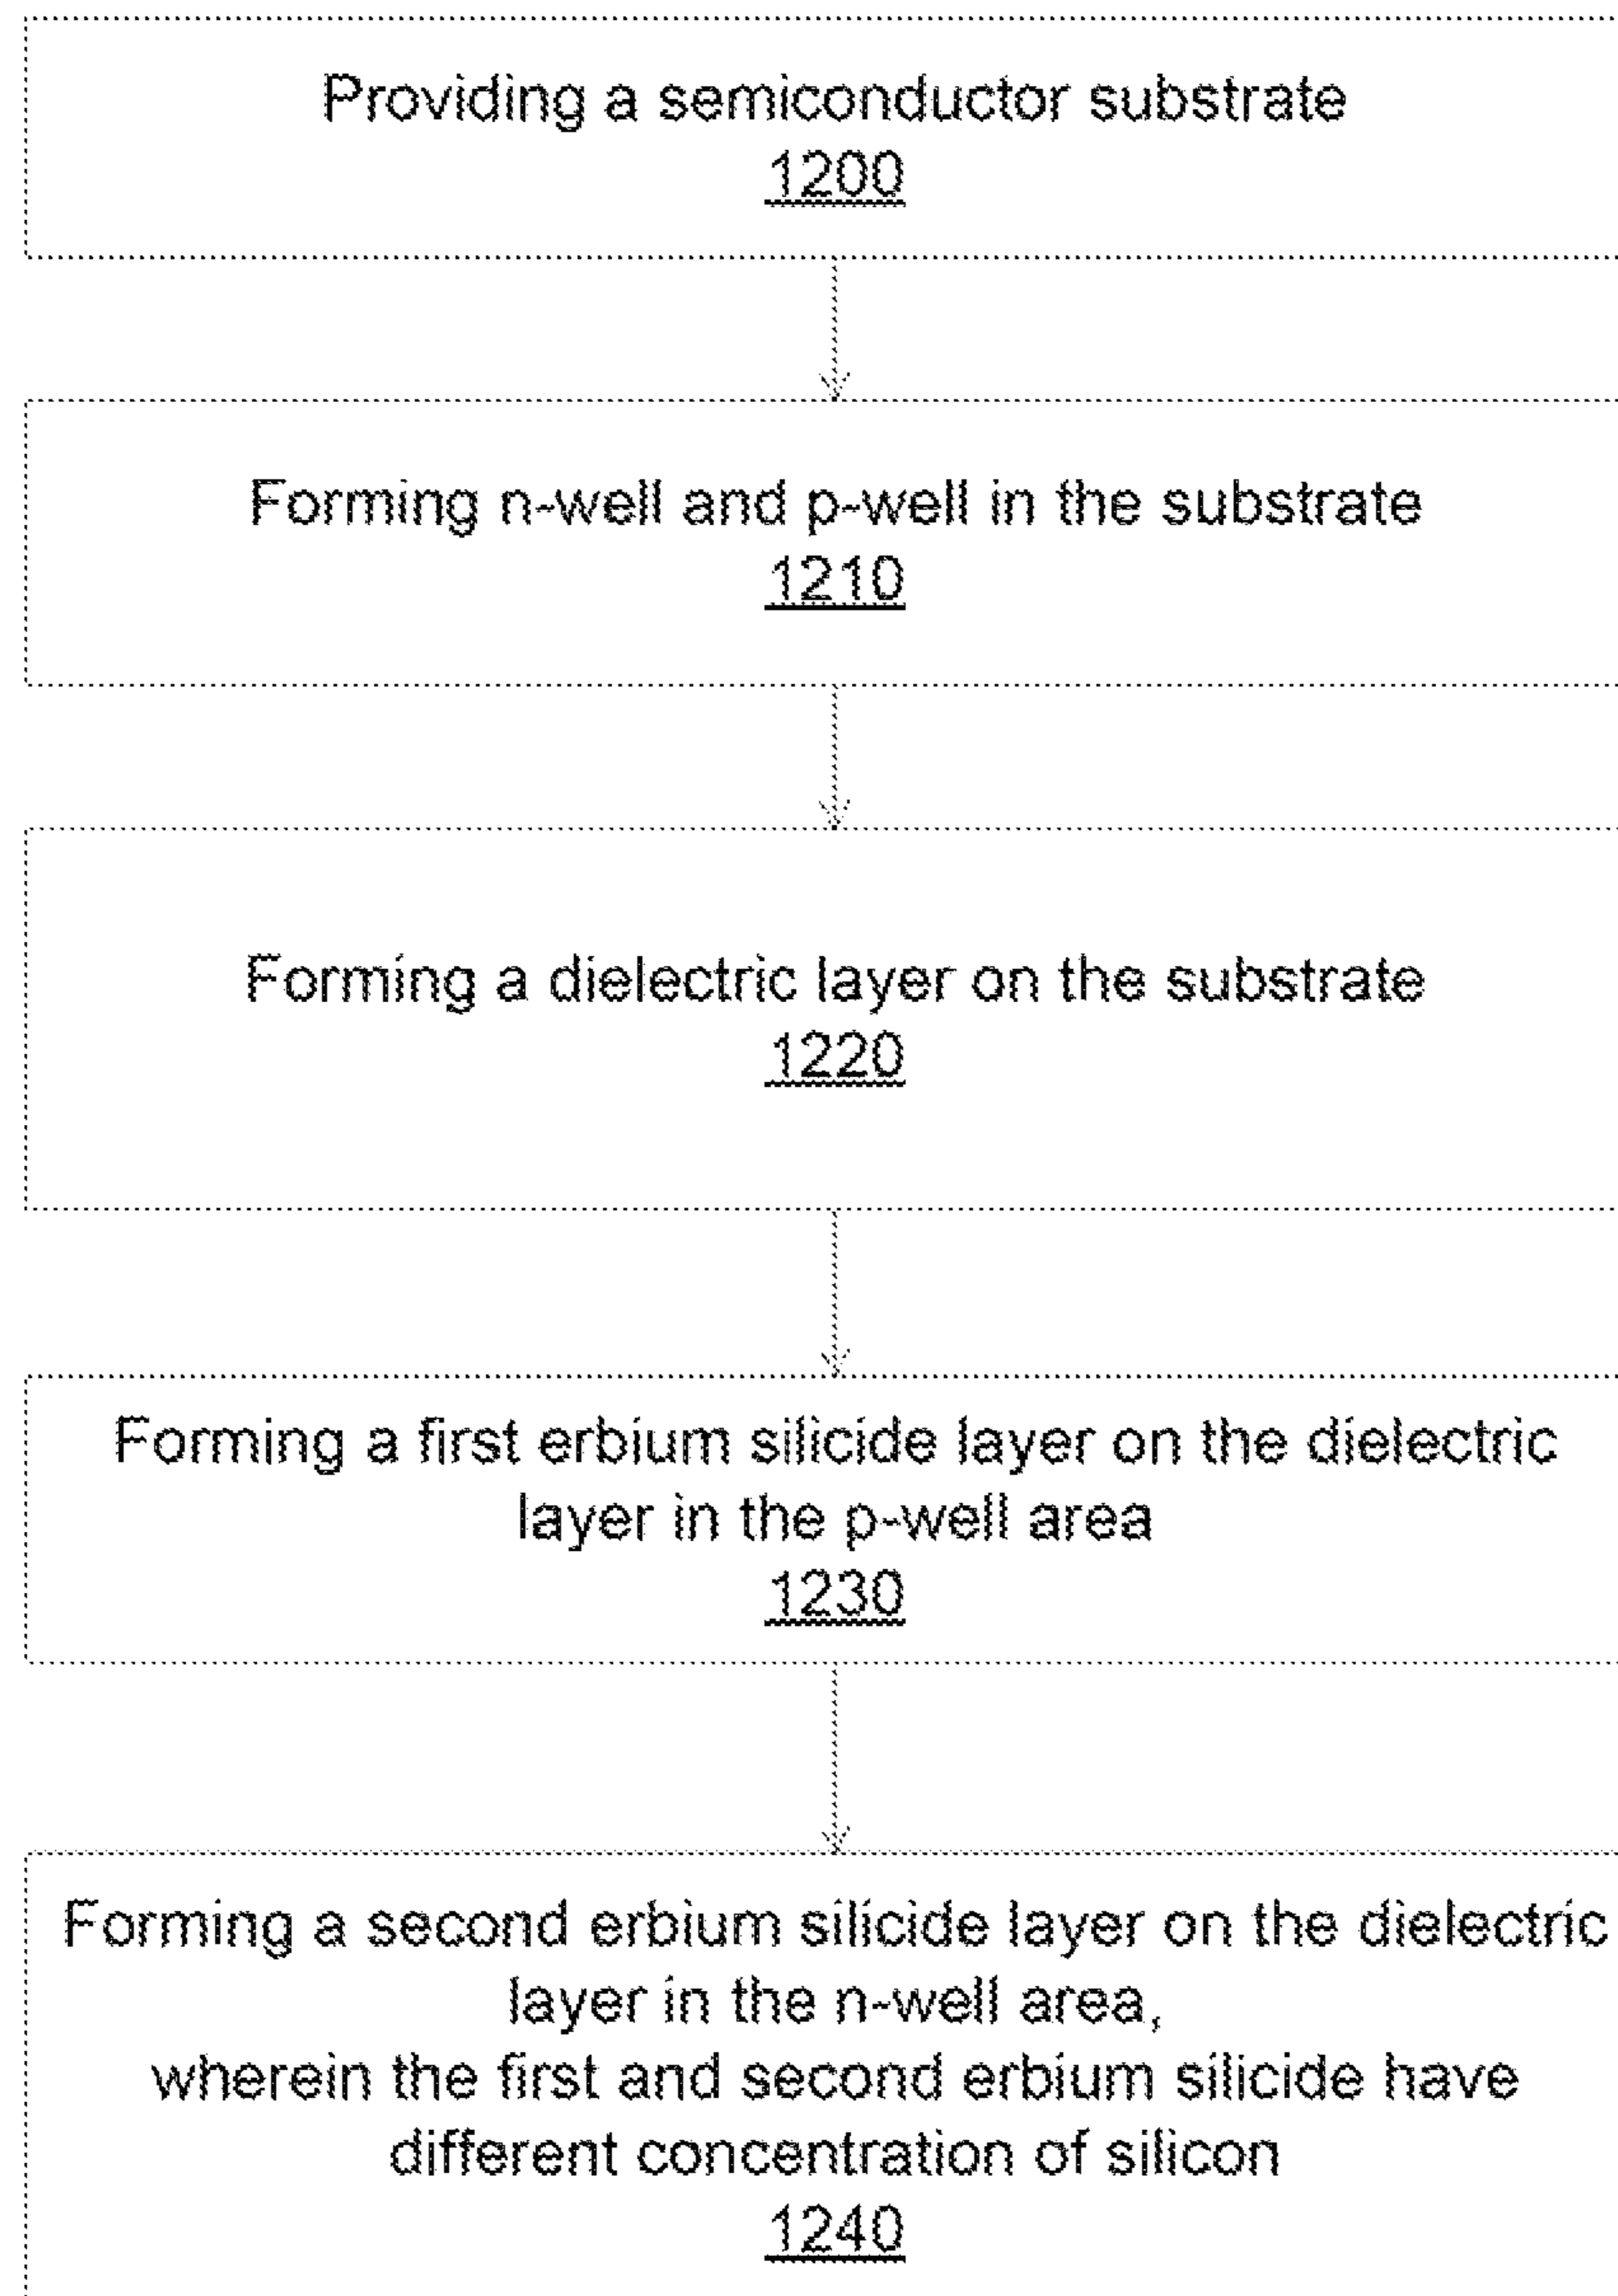 Providing a semiconductor substrate
1200
Forming n-well and p-well in the substrate
1210
Forming a dielectric layer on the substrate
1220
Forming a first erbium silicide layer on the dielectric
layer in the p-well area
1230
Forming a second erbium silicide layer on the dielectric
layer in the n-well area,
wherein the first and second erbium silicide have
different concentration of silicon
1240